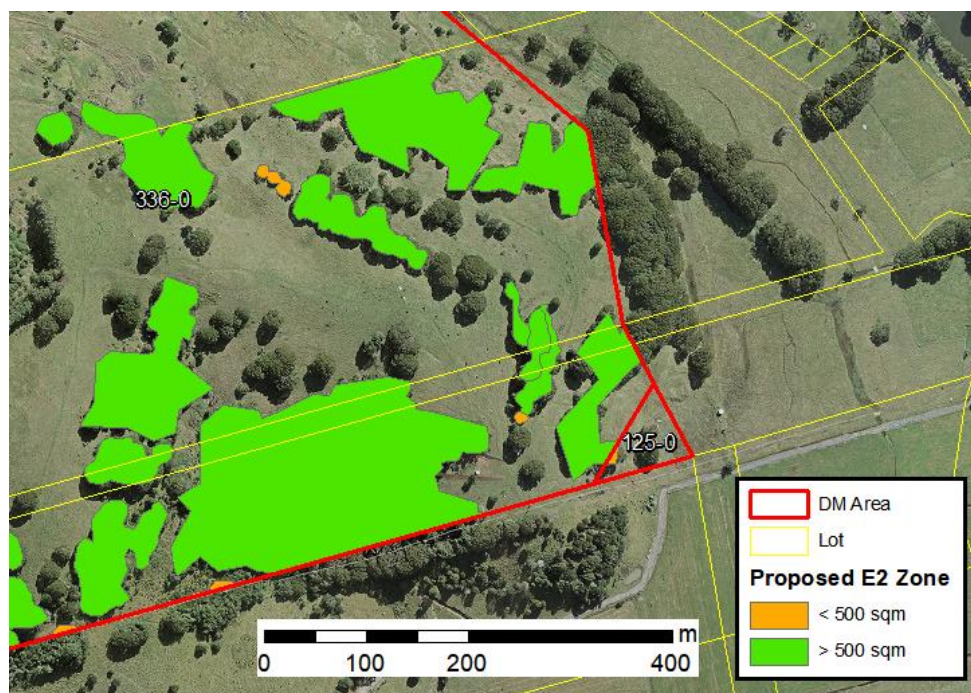 336-0
125-0
DM Area
Lot
Proposed E2 Zone
< 500 sqm
> 500 sqm
m
0 100 200 400